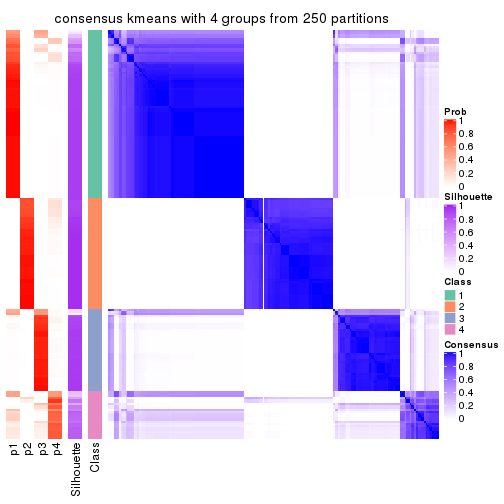 consensus kmeans with 4 groups from 250 partitions
Prob
1
0.8
0.6
0.4
0.2
0
Silhouette
1
0.8
0.6
0.4
0.2
0
Class
1
2
3
4
Consensus
1
0.8
0.6
0.4
0.2
0
p1
p2
p3
p4
Silhouette
Class